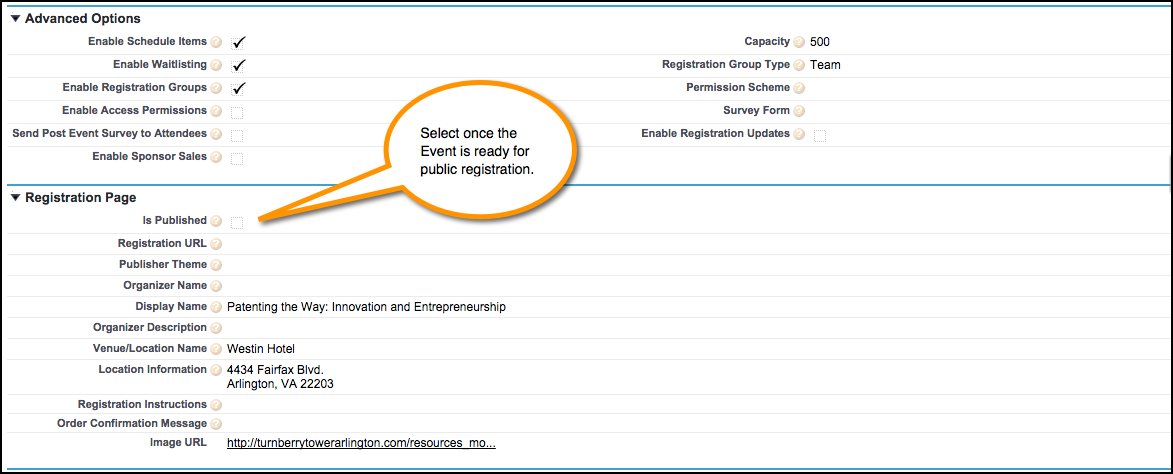 Advanced Options
Enable Schedule Items ?
Capacity ? 500
Enable Waitlisting ?
Registration Group Type ? Team
Enable Registration Groups ?
Permission Scheme ?
Enable Access Permissions ?
Survey Form ?
Send Post Event Survey to Attendees ?
Enable Registration Updates ?
Enable Sponsor Sales ?
Select once the
Event is ready for
public registration.
Registration Page
Is Published ?
Registration URL ?
Publisher Theme ?
Organizer Name ?
Display Name ? Patenting the Way: Innovation and Entrepreneurship
Organizer Description ?
Venue/Location Name ? Westin Hotel
Location Information ? 4434 Fairfax Blvd.
Arlington, VA 22203
Registration Instructions ?
Order Confirmation Message ?
Image URL http://turnberrytowerarlington.com/resources_mo...